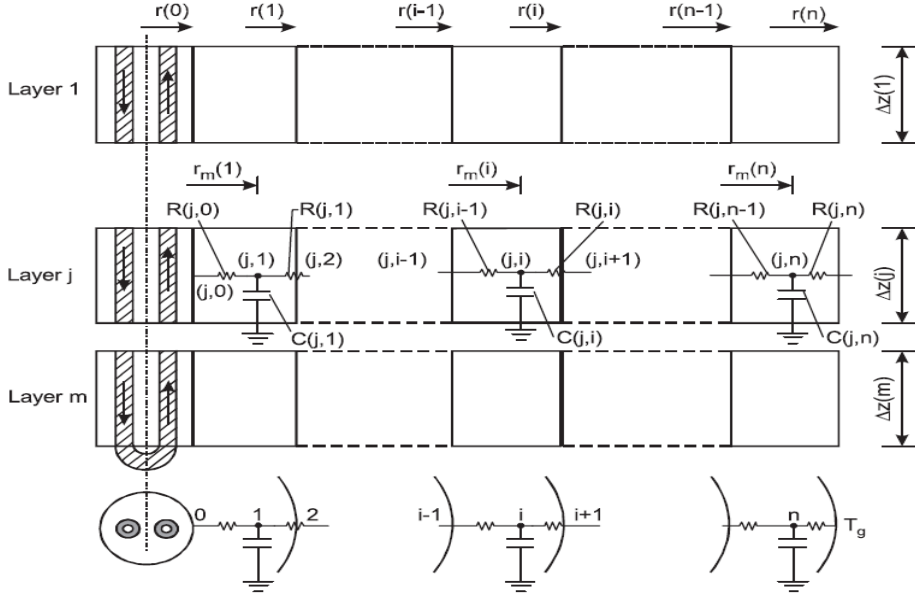 r(0) r(1) r(i-1) r(i) r(n-1) r(n)
Layer 1
Δz(1)
r_m(1) r_m(i) r_m(n)
R(j,0) R(j,1) R(j,i-1) R(j,i) R(j,n-1) R(j,n)
Layer j
(j,0) (j,1) (j,2) (j,i-1) (j,i) (j,i+1) (j,n)
Δz(j)
C(j,1) C(j,i) C(j,n)
Layer m
Δz(m)
0 1 2 i-1 i i+1 n T_g